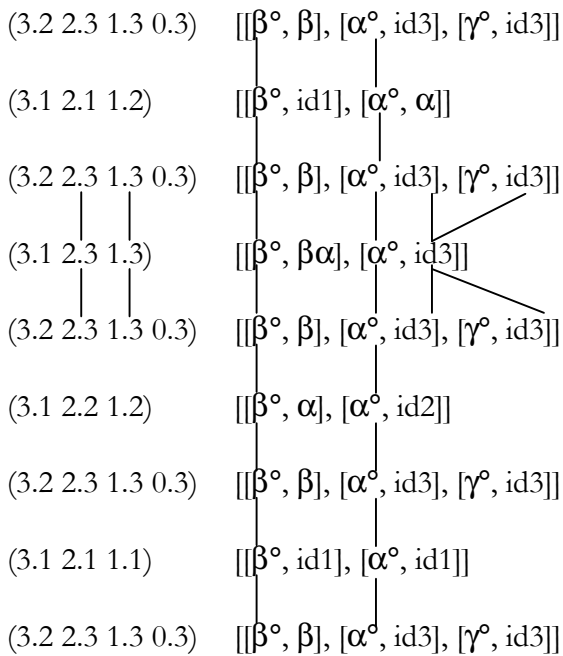 (3.2 2.3 1.3 0.3) [[β°, β], [α°, id3], [γ°, id3]]
(3.1 2.1 1.2) [[β°, id1], [α°, α]]
(3.2 2.3 1.3 0.3) [[β°, β], [α°, id3], [γ°, id3]]
(3.1 2.3 1.3) [[β°, βα], [α°, id3]]
(3.2 2.3 1.3 0.3) [[β°, β], [α°, id3], [γ°, id3]]
(3.1 2.2 1.2) [[β°, α], [α°, id2]]
(3.2 2.3 1.3 0.3) [[β°, β], [α°, id3], [γ°, id3]]
(3.1 2.1 1.1) [[β°, id1], [α°, id1]]
(3.2 2.3 1.3 0.3) [[β°, β], [α°, id3], [γ°, id3]]